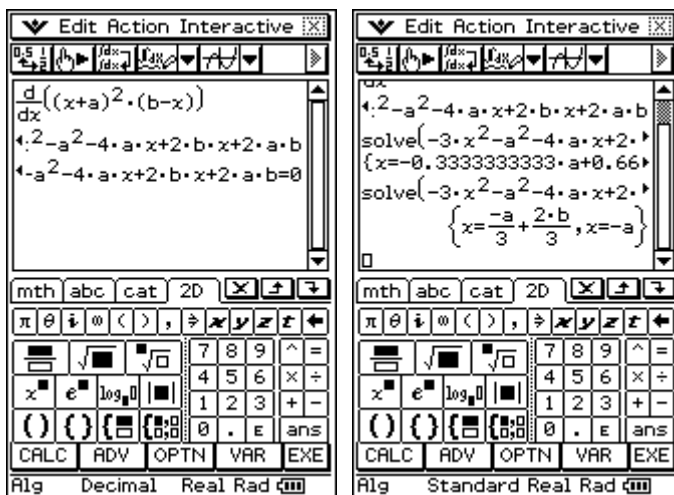 Edit Action Interactive
d/dx((x+a)^2·(b-x))
:2-a^2-4·a·x+2·b·x+2·a·b
-a^2-4·a·x+2·b·x+2·a·b=0
mth abc cat 2D
π θ i ∞ ( ) , ⇒ x y z t
7 8 9 ^ =
4 5 6 × ÷
x e log
1 2 3 + -
( ) { } 0 . E ans
CALC ADV OPTN VAR EXE
Alg Decimal Real Rad
Edit Action Interactive
dx
:2-a^2-4·a·x+2·b·x+2·a·b
solve(-3·x^2-a^2-4·a·x+2·
{x=-0.3333333333·a+0.66
solve(-3·x^2-a^2-4·a·x+2·
{x=-a/3+2·b/3,x=-a}
mth abc cat 2D
π θ i ∞ ( ) , ⇒ x y z t
7 8 9 ^ =
4 5 6 × ÷
x e log
1 2 3 + -
( ) { } 0 . E ans
CALC ADV OPTN VAR EXE
Alg Standard Real Rad